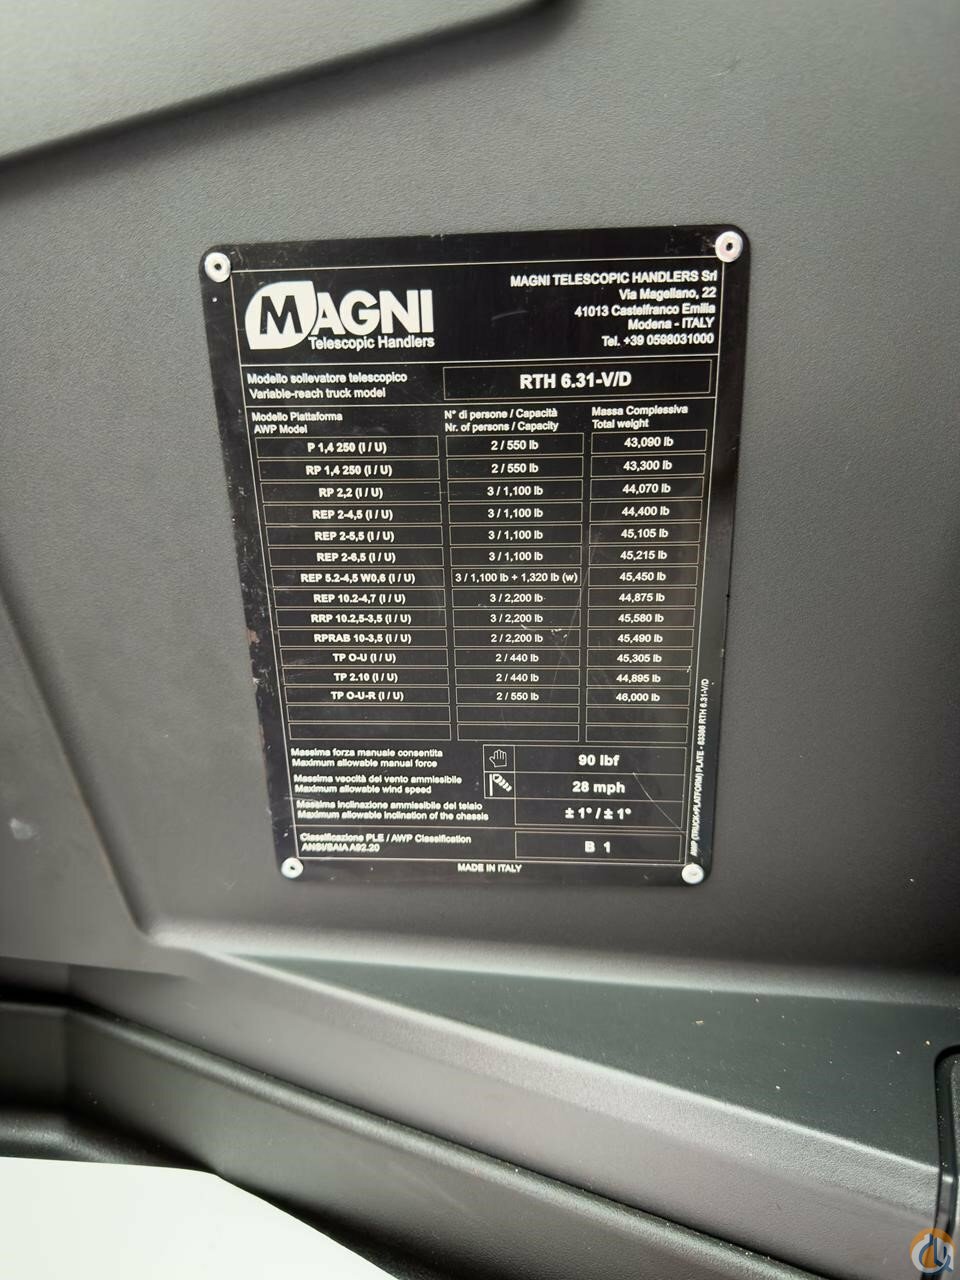 MAGNI
Telescopic Handlers
MAGNI TELESCOPIC HANDLERS Srl
Via Magellano, 22
41013 Castelfranco Emilia
Modena - ITALY
Tel. +39 0598031000
Modello sollevatore telescopico
Variable-reach truck model
RTH 6.31-V/D
Modello Piattaforma
AWP Model
N° di persone / Capacità
Nr. of persons / Capacity
Massa Complessiva
Total weight
P 1,4 250 (I / U) 2 / 550 lb 43,090 lb
RP 1,4 250 (I / U) 2 / 550 lb 43,300 lb
RP 2,2 (I / U) 3 / 1,100 lb 44,070 lb
REP 2-4,5 (I / U) 3 / 1,100 lb 44,400 lb
REP 2-5,5 (I / U) 3 / 1,100 lb 45,105 lb
REP 2-6,5 (I / U) 3 / 1,100 lb 45,215 lb
REP 5.2-4,5 W0,6 (I / U) 3 / 1,100 lb + 1,320 lb (w) 45,450 lb
REP 10.2-4,7 (I / U) 3 / 2,200 lb 44,875 lb
RRP 10.2,5-3,5 (I / U) 3 / 2,200 lb 45,580 lb
RPRAB 10-3,5 (I / U) 2 / 2,200 lb 45,490 lb
TP O-U (I / U) 2 / 440 lb 45,305 lb
TP 2.10 (I / U) 2 / 440 lb 44,895 lb
TP O-U-R (I / U) 2 / 550 lb 46,000 lb
Massima forza manuale consentita
Maximum allowable manual force
90 lbf
Massima velocità del vento ammissibile
Maximum allowable wind speed
28 mph
Massima inclinazione ammissibile del telaio
Maximum allowable inclination of the chassis
± 1° / ± 1°
Classificazione PLE / AWP Classification
ANSI/SAIA A92.20
B 1
MADE IN ITALY
AWP (TRUCK+PLATFORM) PLATE - 83386 RTH 6.31-V/D